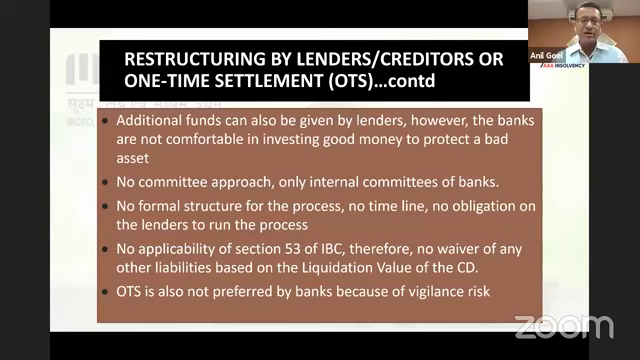 Anil Goel
AAA INSOLVENCY
RESTRUCTURING BY LENDERS/CREDITORS OR
ONE-TIME SETTLEMENT (OTS)...contd
सूक्ष्म, लघु
MICRO,
• Additional funds can also be given by lenders, however, the banks
are not comfortable in investing good money to protect a bad
asset
• No committee approach, only internal committees of banks.
• No formal structure for the process, no time line, no obligation on
the lenders to run the process
• No applicability of section 53 of IBC, therefore, no waiver of any
other liabilities based on the Liquidation Value of the CD.
• OTS is also not preferred by banks because of vigilance risk
zoom